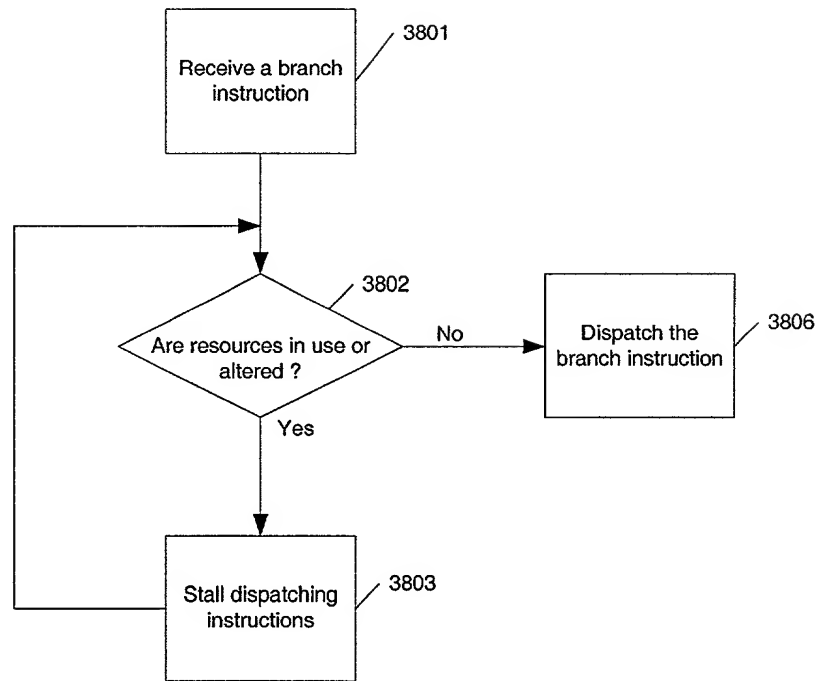 3801
Receive a branch
instruction
3802
Are resources in use or
altered ?
No
Dispatch the
branch instruction
3806
Yes
Stall dispatching
instructions
3803